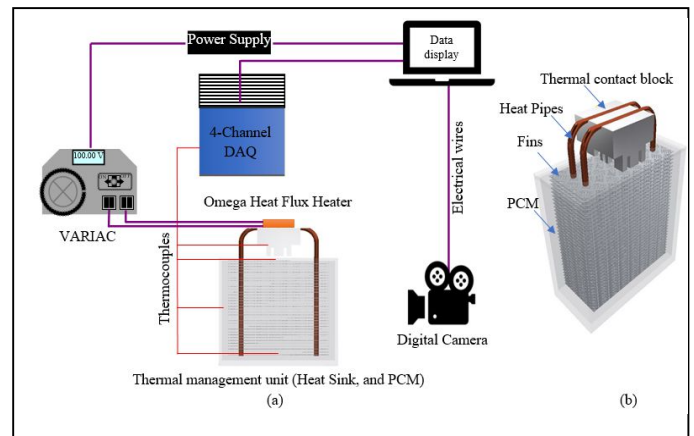 Power Supply
Data
display
4-Channel
DAQ
100.00 V
Omega Heat Flux Heater
VARIAC
Thermocouples
Electrical wires
Digital Camera
Thermal management unit (Heat Sink, and PCM)
(a)
Thermal contact block
Heat Pipes
Fins
PCM
(b)